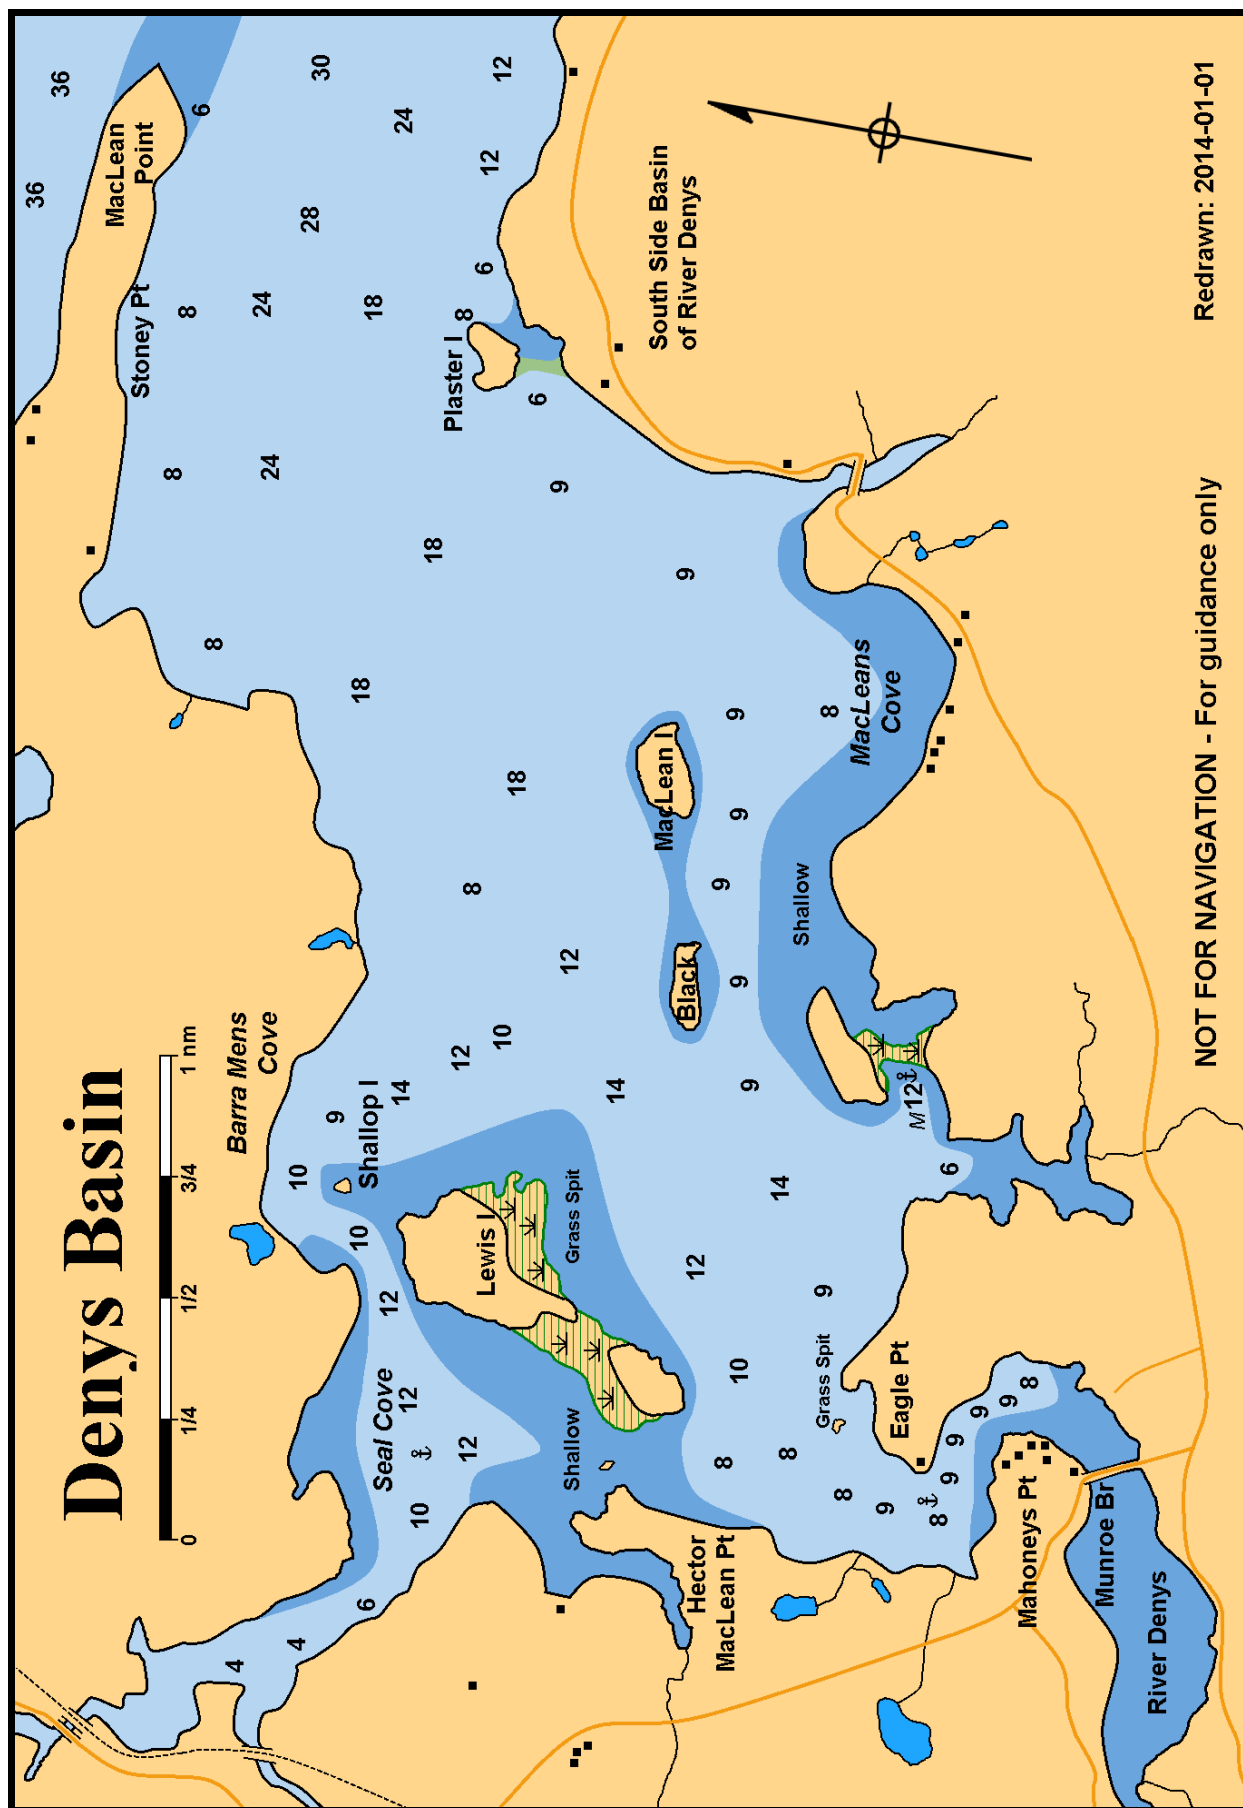 Denys Basin
0 1/4 1/2 3/4 1 nm
36
36
MacLean
Point
Stoney Pt
6
8
8
8
4
Barra Mens
Cove
24
24
10
4
28
30
9
10
18
6
Shallop I
18
Seal Cove
12
14
24
12
10
18
Plaster I
12
8
12
8
6
Lewis I
12
10
12
18
6
9
12
Shallow
Grass Spit
14
MacLean I
South Side Basin
of River Denys
9
Black
12
Hector
MacLean Pt
9
8
9
9
9
10
9
14
8
Shallow
Grass Spit
9
8
8
MacLeans
Cove
9
Eagle Pt
M 12
8
6
9
9
9
9
8
Mahoneys Pt
Munroe Br
River Denys
NOT FOR NAVIGATION - For guidance only
Redrawn: 2014-01-01